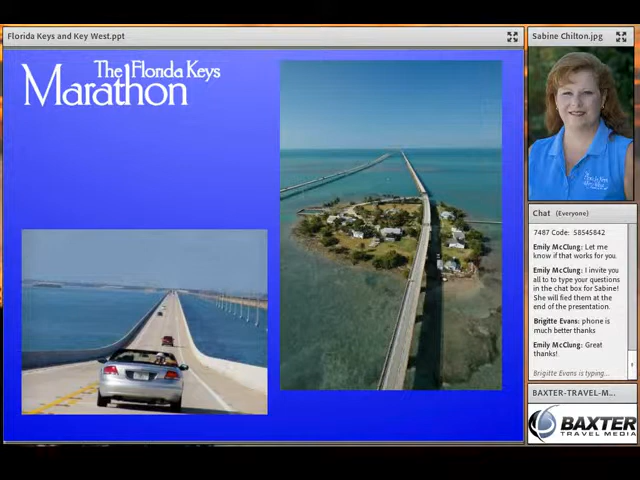 Florida Keys and Key West.ppt
The Florida Keys
Marathon
Sabine Chilton.jpg
Chat (Everyone)
7487 Code: 58545842
Emily McClung: Let me
know if that works for you.
Emily McClung: I invite you
all to to type your questions
in the chat box for Sabine!
She will fied them at the
end of the presentation.
Brigitte Evans: phone is
much better thanks
Emily McClung: Great
thanks!
Brigitte Evans is typing...
BAXTER-TRAVEL-M...
BAXTER
TRAVEL MEDIA